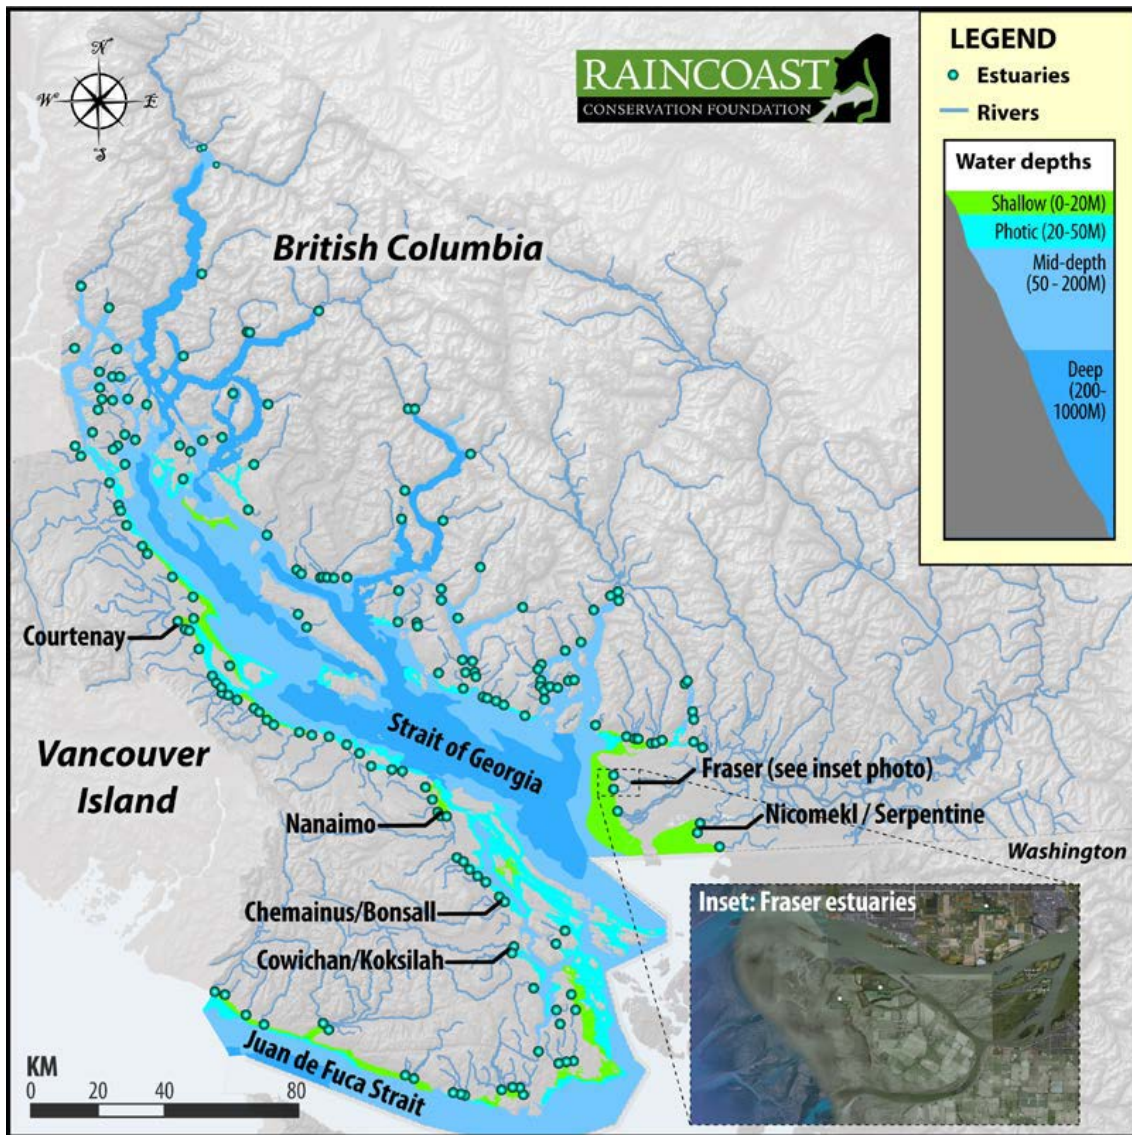 N
W
E
S
RAINCOAST
CONSERVATION FOUNDATION
LEGEND
Estuaries
Rivers
Water depths
Shallow (0-20M)
Photic (20-50M)
Mid-depth
(50 - 200M)
Deep
(200-
1000M)
British Columbia
Courtenay
Strait of Georgia
Vancouver
Island
Fraser (see inset photo)
Nanaimo
Nicomekl / Serpentine
Washington
Chemainus/Bonsall
Inset: Fraser estuaries
Cowichan/Koksilah
Juan de Fuca Strait
KM
0 20 40 80